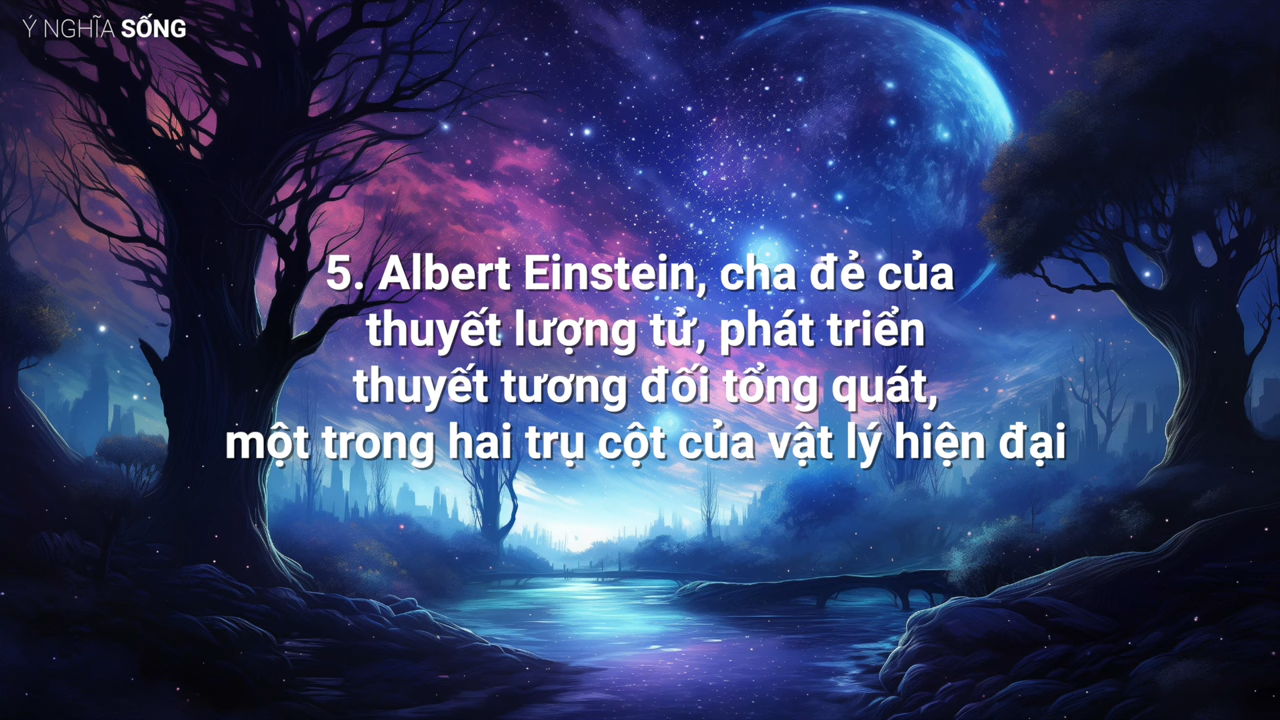 Ý NGHĨA SỐNG
5. Albert Einstein, cha đẻ của
thuyết lượng tử, phát triển
thuyết tương đối tổng quát,
một trong hai trụ cột của vật lý hiện đại